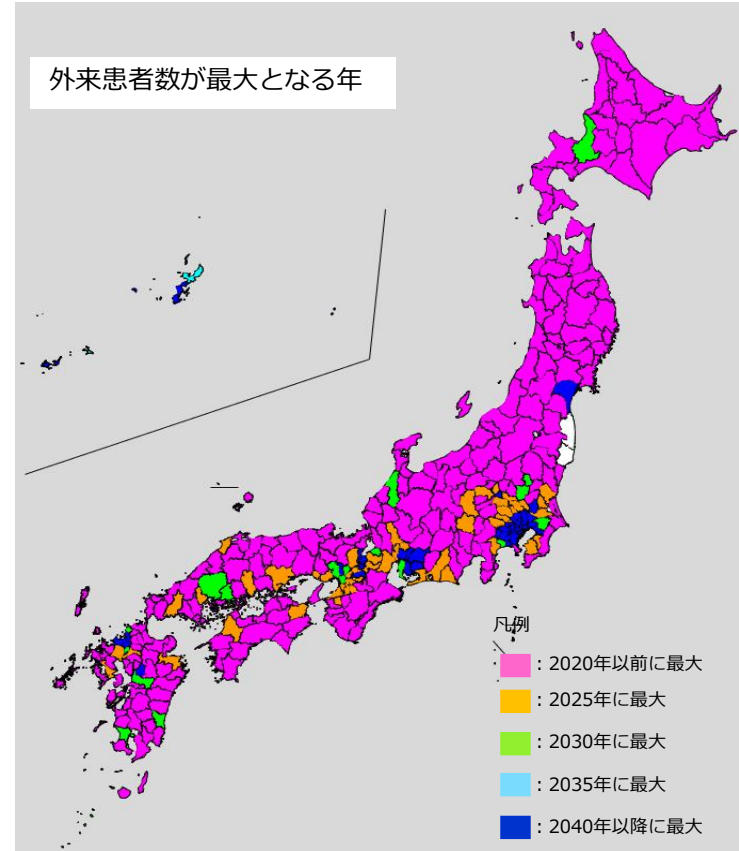 外来患者数が最大となる年
凡例
：2020年以前に最大
：2025年に最大
：2030年に最大
：2035年に最大
：2040年以降に最大